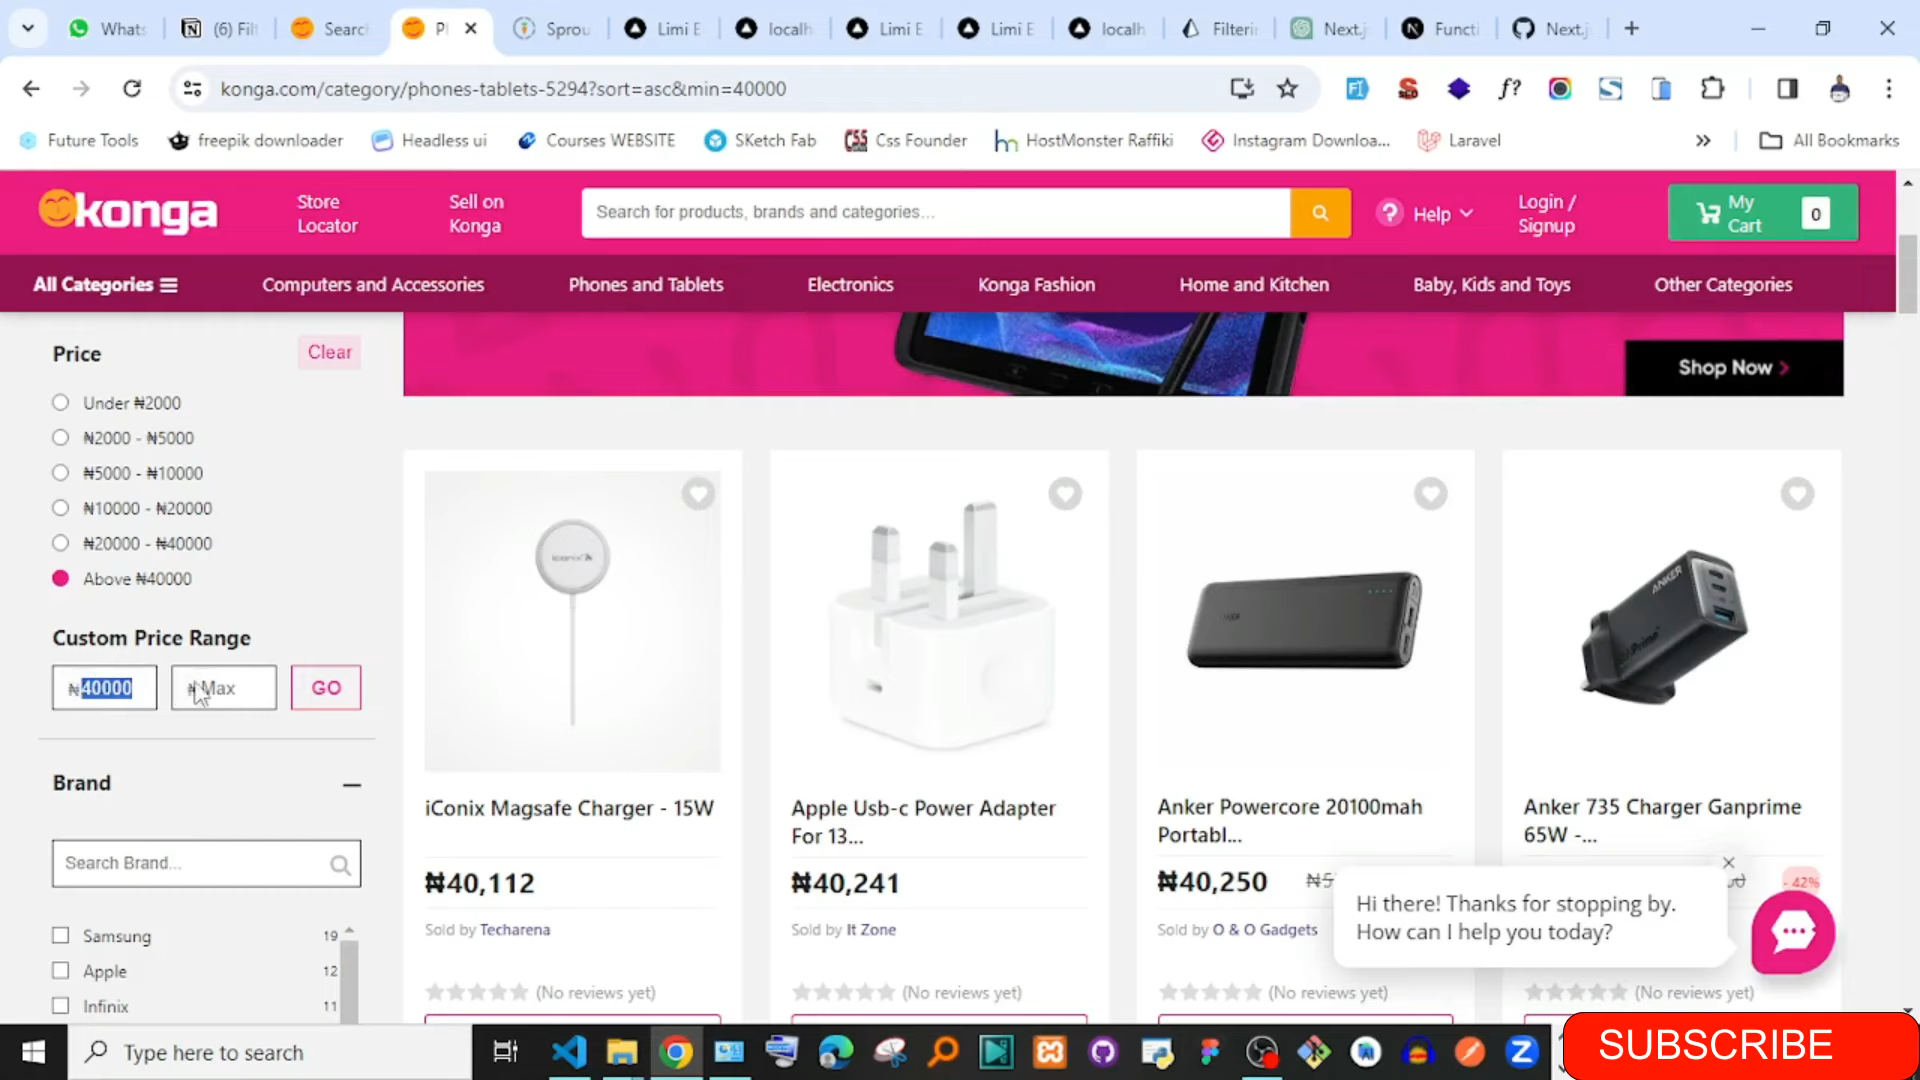 Whats
(6) Fil
Searc
Pl
Sprou
Limi E
localh
Limi E
Limi E
localh
Filterin
Next.j
Functi
Next.j
konga.com/category/phones-tablets-5294?sort=asc&min=40000
Future Tools
freepik downloader
Headless ui
Courses WEBSITE
SKetch Fab
Css Founder
HostMonster Raffiki
Instagram Downloa...
Laravel
All Bookmarks
konga
Store
Locator
Sell on
Konga
Search for products, brands and categories...
Help
Login /
Signup
My
Cart
0
All Categories
Computers and Accessories
Phones and Tablets
Electronics
Konga Fashion
Home and Kitchen
Baby, Kids and Toys
Other Categories
Price
Clear
Under ₦2000
₦2000 - ₦5000
₦5000 - ₦10000
₦10000 - ₦20000
₦20000 - ₦40000
Above ₦40000
Custom Price Range
₦40000
₦ Max
GO
Brand
Search Brand...
Samsung 19
Apple 12
Infinix 11
Shop Now
iConix
ANKER
Prime
iConix Magsafe Charger - 15W
₦40,112
Sold by Techarena
(No reviews yet)
Apple Usb-c Power Adapter
For 13...
₦40,241
Sold by It Zone
(No reviews yet)
Anker Powercore 20100mah
Portabl...
₦40,250
Sold by O & O Gadgets
(No reviews yet)
Anker 735 Charger Ganprime
65W -...
- 42%
(No reviews yet)
Hi there! Thanks for stopping by.
How can I help you today?
Type here to search
SUBSCRIBE